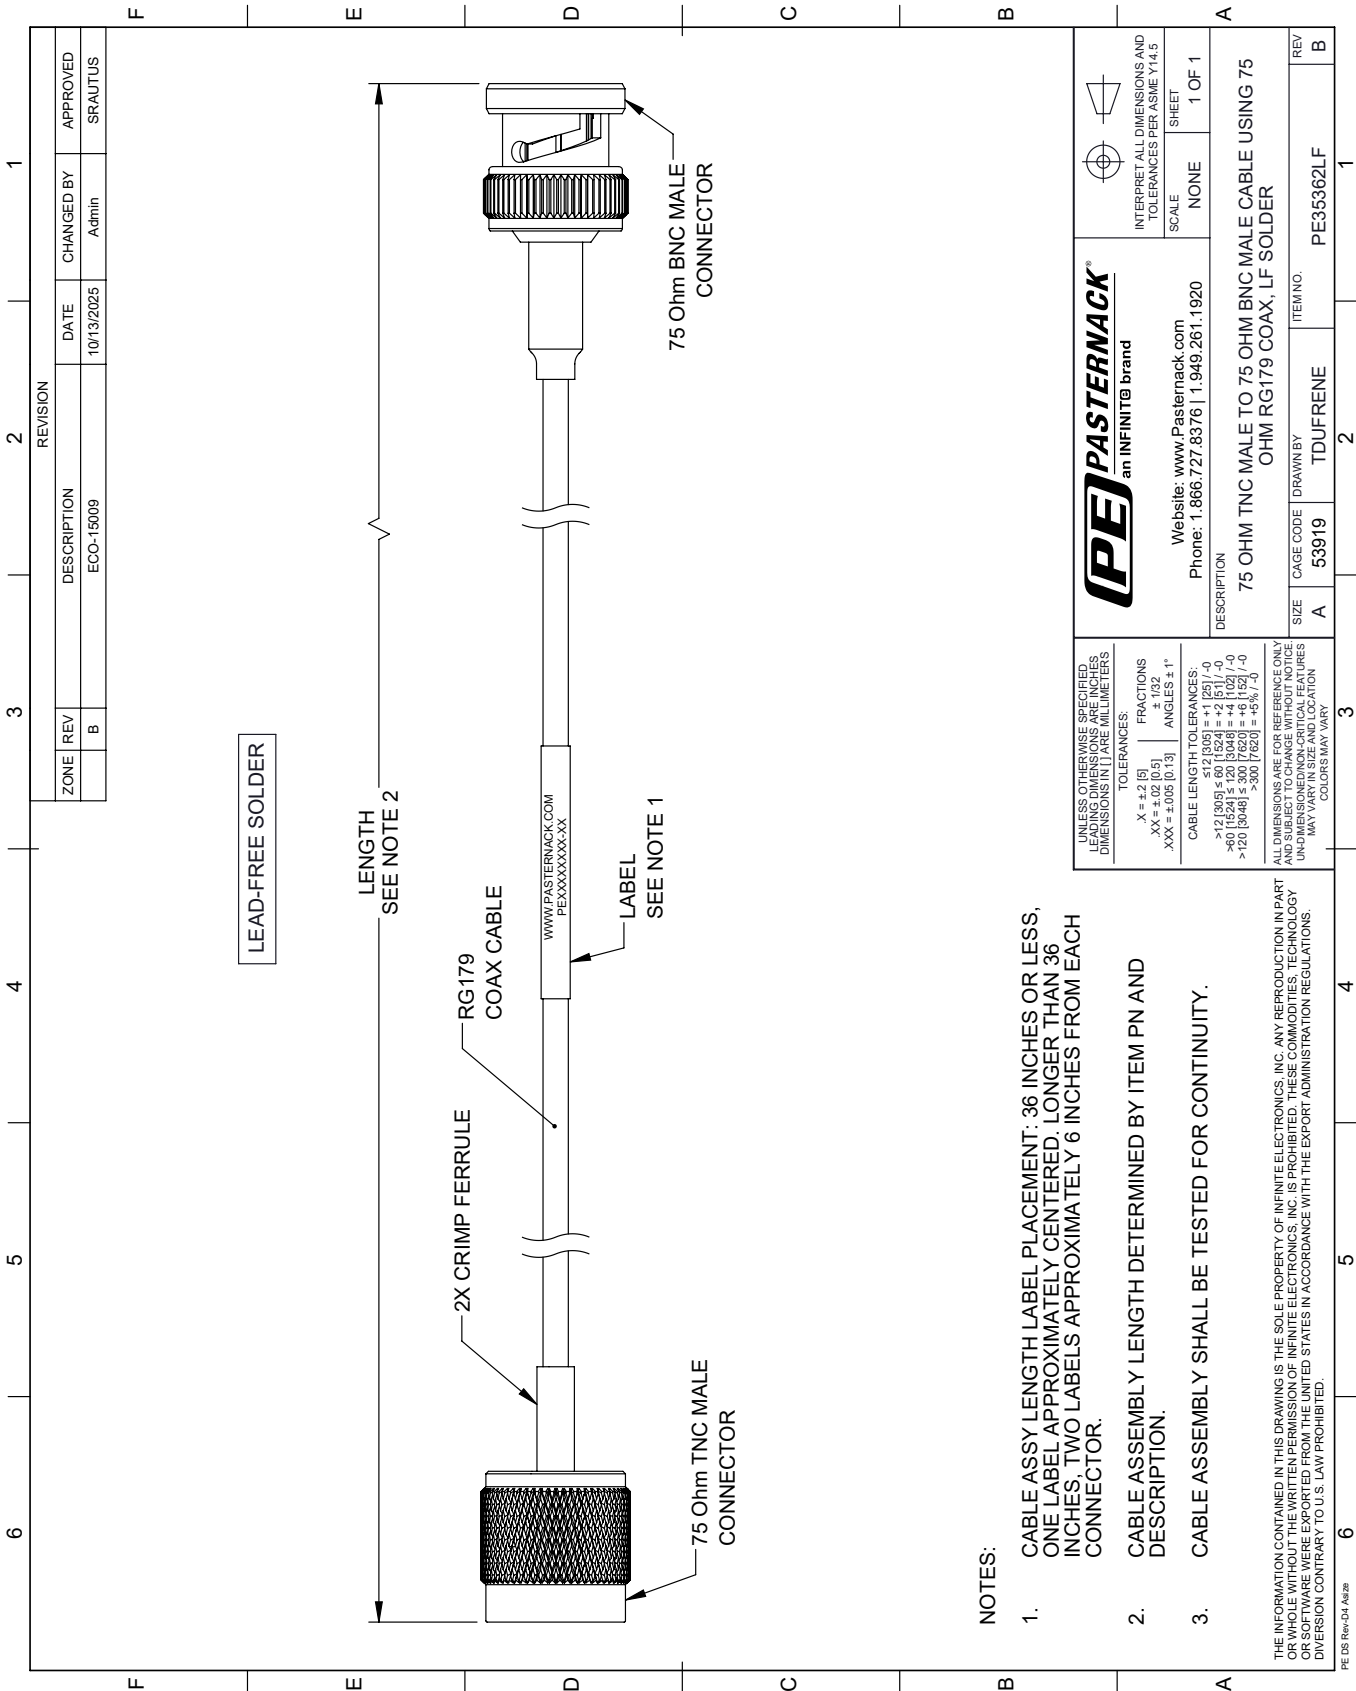 6
5
4
3
2
1
F
E
D
C
B
A
REVISION
ZONE REV DESCRIPTION DATE CHANGED BY APPROVED
B ECO-15009 10/13/2025 Admin SRAUTUS
LEAD-FREE SOLDER
LENGTH
SEE NOTE 2
2X CRIMP FERRULE
RG179
COAX CABLE
WWW.PASTERNACK.COM
PEXXXXXXXX-XX
LABEL
SEE NOTE 1
75 Ohm TNC MALE
CONNECTOR
75 Ohm BNC MALE
CONNECTOR
NOTES:
1. CABLE ASSY LENGTH LABEL PLACEMENT: 36 INCHES OR LESS,
ONE LABEL APPROXIMATELY CENTERED. LONGER THAN 36
INCHES, TWO LABELS APPROXIMATELY 6 INCHES FROM EACH
CONNECTOR.
2. CABLE ASSEMBLY LENGTH DETERMINED BY ITEM PN AND
DESCRIPTION.
3. CABLE ASSEMBLY SHALL BE TESTED FOR CONTINUITY.
THE INFORMATION CONTAINED IN THIS DRAWING IS THE SOLE PROPERTY OF INFINITE ELECTRONICS, INC. ANY REPRODUCTION IN PART
OR WHOLE WITHOUT THE WRITTEN PERMISSION OF INFINITE ELECTRONICS, INC. IS PROHIBITED. THESE COMMODITIES, TECHNOLOGY
OR SOFTWARE WERE EXPORTED FROM THE UNITED STATES IN ACCORDANCE WITH THE EXPORT ADMINISTRATION REGULATIONS.
DIVERSION CONTRARY TO U.S. LAW PROHIBITED.
UNLESS OTHERWISE SPECIFIED
LEADING DIMENSIONS ARE INCHES
DIMENSIONS IN [ ] ARE MILLIMETERS
TOLERANCES:
.X = ±.2 [5]
.XX = ±.02 [0.5]
.XXX = ±.005 [0.13]
FRACTIONS
± 1/32
ANGLES ± 1°
CABLE LENGTH TOLERANCES:
≤12 [305] = +1 [25] / -0
>12 [305] ≤ 60 [1524] = +2 [51] / -0
>60 [1524] ≤ 120 [3048] = +4 [102] / -0
>120 [3048] ≤ 300 [7620] = +6 [152] / -0
>300 [7620] = +5% / -0
ALL DIMENSIONS ARE FOR REFERENCE ONLY
AND SUBJECT TO CHANGE WITHOUT NOTICE.
UN-DIMENSIONED/NON-CRITICAL FEATURES
MAY VARY IN SIZE AND LOCATION
COLORS MAY VARY
PE PASTERNACK®
an INFINIT@ brand
Website: www.Pasternack.com
Phone: 1.866.727.8376 | 1.949.261.1920
INTERPRET ALL DIMENSIONS AND
TOLERANCES PER ASME Y14.5
SCALE
NONE
SHEET
1 OF 1
DESCRIPTION
75 OHM TNC MALE TO 75 OHM BNC MALE CABLE USING 75
OHM RG179 COAX, LF SOLDER
SIZE
A
CAGE CODE
53919
DRAWN BY
TDUFRENE
ITEM NO.
PE35362LF
REV
B
F
E
D
C
B
A
6
5
4
3
2
1
PE DS Rev-D4 Asize